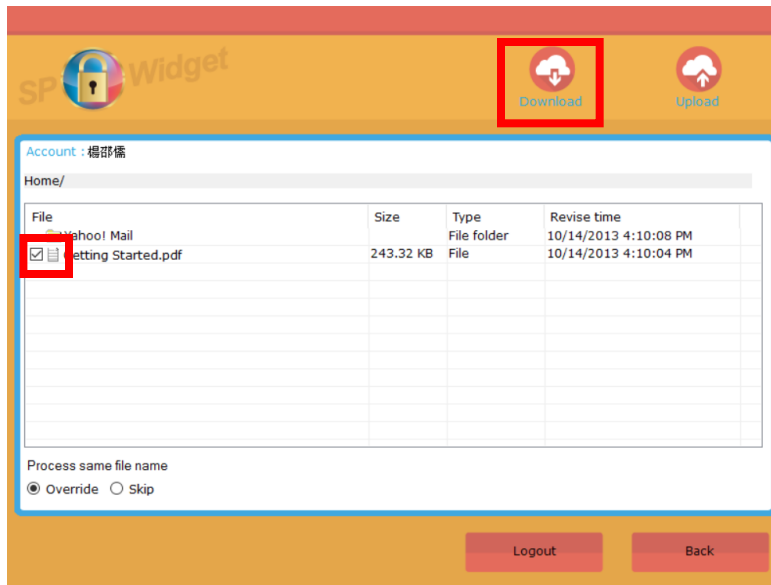 SP Widget
Download Upload
Account : 楊邵儒
Home/
File Size Type Revise time
Yahoo! Mail File folder 10/14/2013 4:10:08 PM
Getting Started.pdf 243.32 KB File 10/14/2013 4:10:04 PM
Process same file name
Override Skip
Logout Back